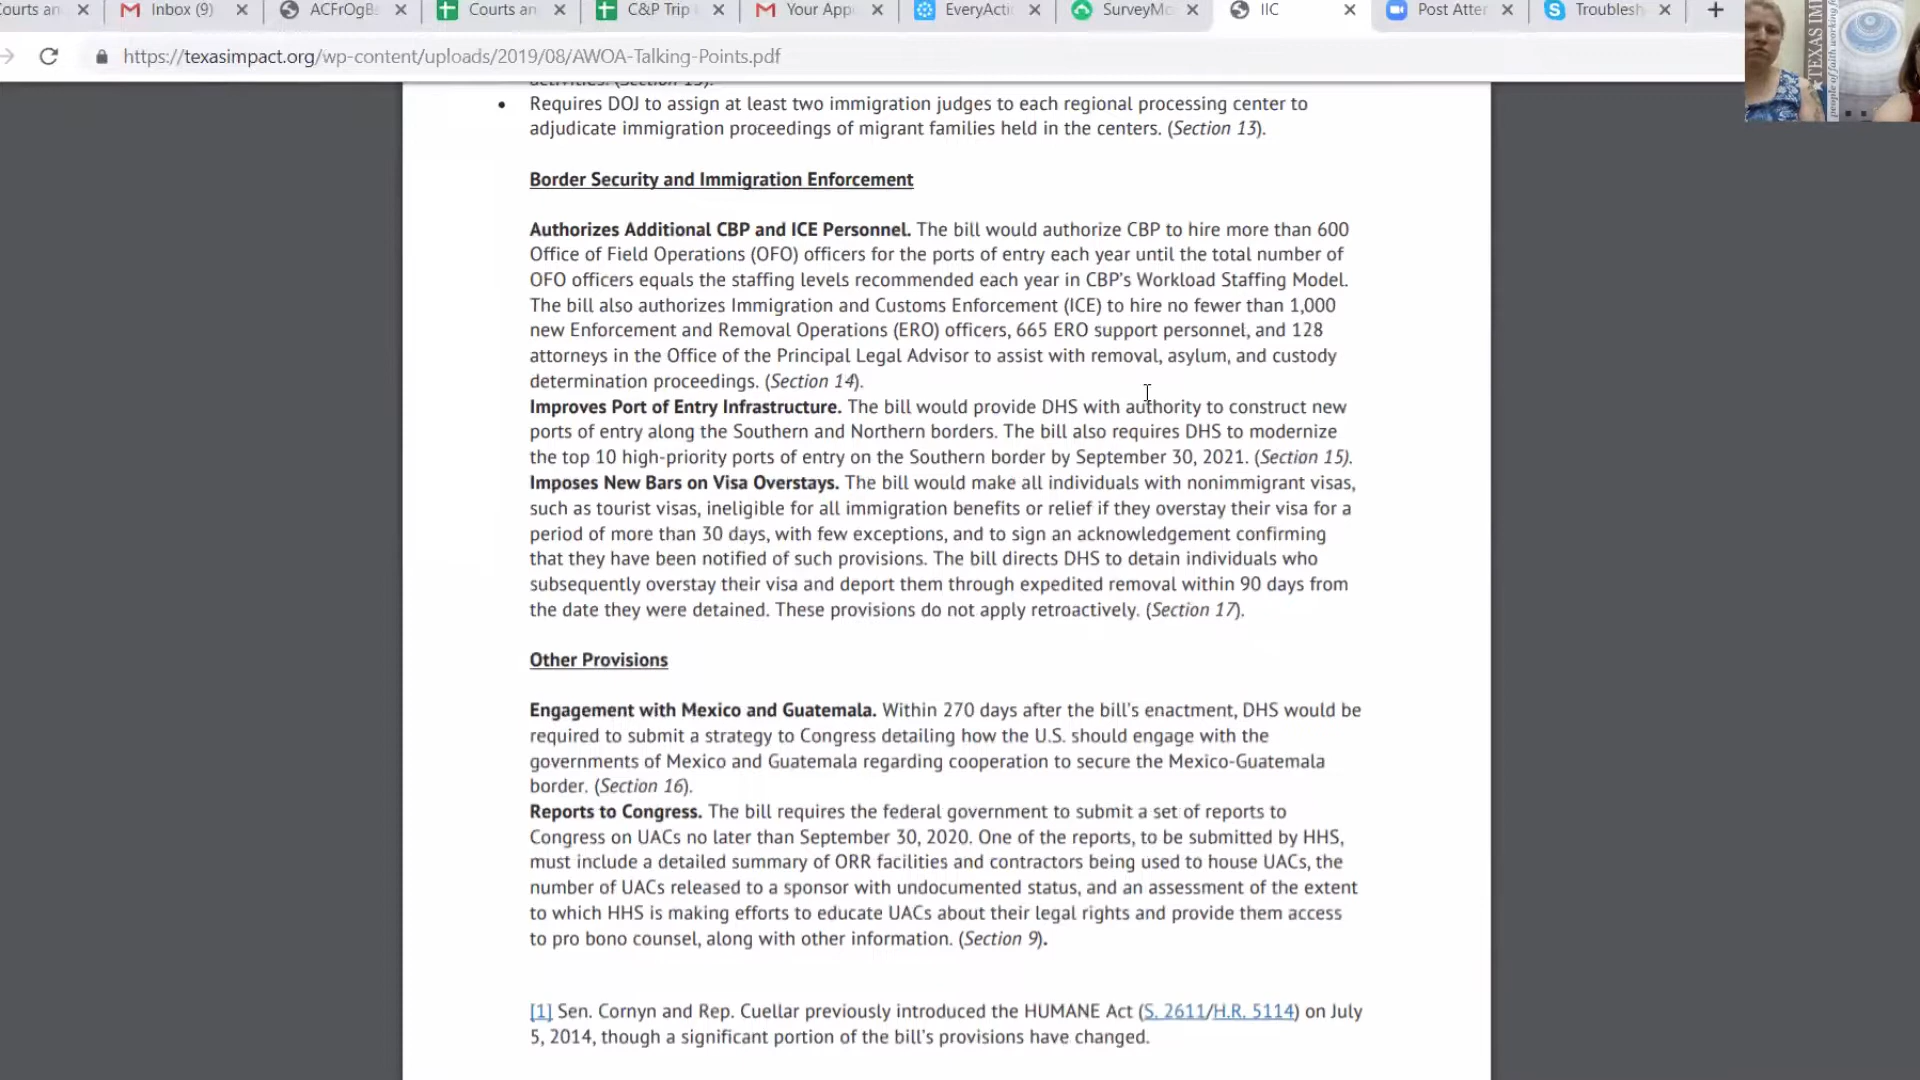 ourts an
Inbox (9)
ACFrOgBs
Courts an
C&P Trip
Your App
EveryActi
SurveyMo
IIC
Post Atter
Troublesh
https://texasimpact.org/wp-content/uploads/2019/08/AWOA-Talking-Points.pdf
TEXAS IM
people of faith working fo
• Requires DOJ to assign at least two immigration judges to each regional processing center to
adjudicate immigration proceedings of migrant families held in the centers. (Section 13).
Border Security and Immigration Enforcement
Authorizes Additional CBP and ICE Personnel. The bill would authorize CBP to hire more than 600
Office of Field Operations (OFO) officers for the ports of entry each year until the total number of
OFO officers equals the staffing levels recommended each year in CBP's Workload Staffing Model.
The bill also authorizes Immigration and Customs Enforcement (ICE) to hire no fewer than 1,000
new Enforcement and Removal Operations (ERO) officers, 665 ERO support personnel, and 128
attorneys in the Office of the Principal Legal Advisor to assist with removal, asylum, and custody
determination proceedings. (Section 14).
Improves Port of Entry Infrastructure. The bill would provide DHS with authority to construct new
ports of entry along the Southern and Northern borders. The bill also requires DHS to modernize
the top 10 high-priority ports of entry on the Southern border by September 30, 2021. (Section 15).
Imposes New Bars on Visa Overstays. The bill would make all individuals with nonimmigrant visas,
such as tourist visas, ineligible for all immigration benefits or relief if they overstay their visa for a
period of more than 30 days, with few exceptions, and to sign an acknowledgement confirming
that they have been notified of such provisions. The bill directs DHS to detain individuals who
subsequently overstay their visa and deport them through expedited removal within 90 days from
the date they were detained. These provisions do not apply retroactively. (Section 17).
Other Provisions
Engagement with Mexico and Guatemala. Within 270 days after the bill's enactment, DHS would be
required to submit a strategy to Congress detailing how the U.S. should engage with the
governments of Mexico and Guatemala regarding cooperation to secure the Mexico-Guatemala
border. (Section 16).
Reports to Congress. The bill requires the federal government to submit a set of reports to
Congress on UACs no later than September 30, 2020. One of the reports, to be submitted by HHS,
must include a detailed summary of ORR facilities and contractors being used to house UACs, the
number of UACs released to a sponsor with undocumented status, and an assessment of the extent
to which HHS is making efforts to educate UACs about their legal rights and provide them access
to pro bono counsel, along with other information. (Section 9).
[1] Sen. Cornyn and Rep. Cuellar previously introduced the HUMANE Act (S. 2611/H.R. 5114) on July
5, 2014, though a significant portion of the bill's provisions have changed.